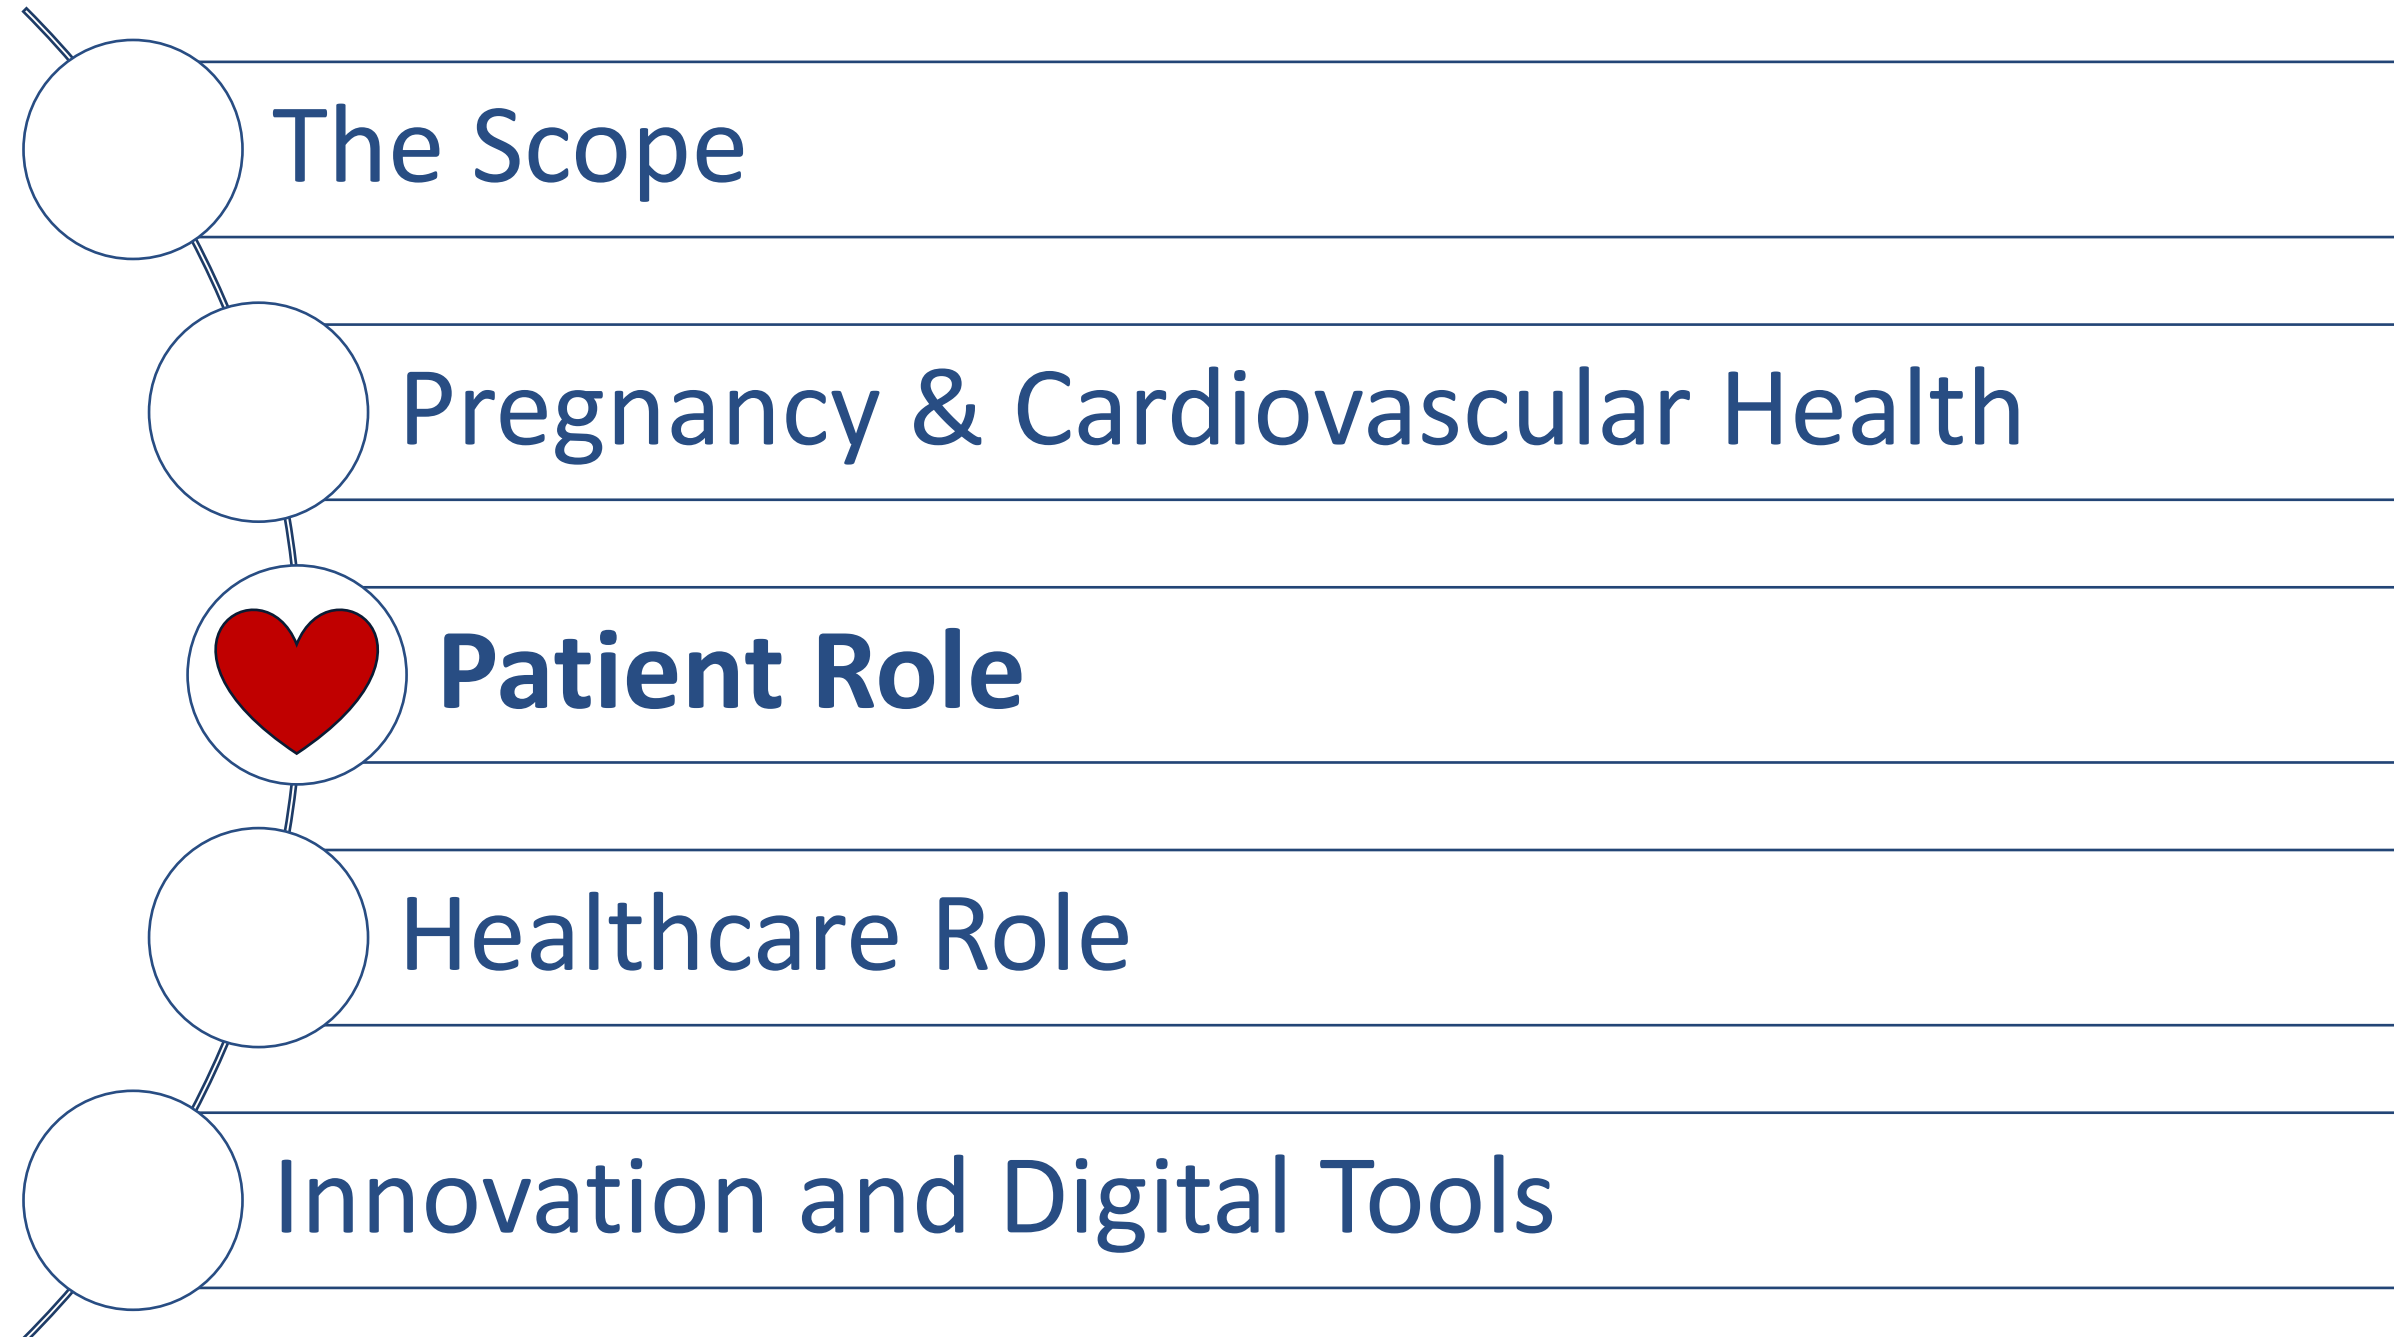 The Scope
Pregnancy & Cardiovascular Health
Patient Role
Healthcare Role
Innovation and Digital Tools